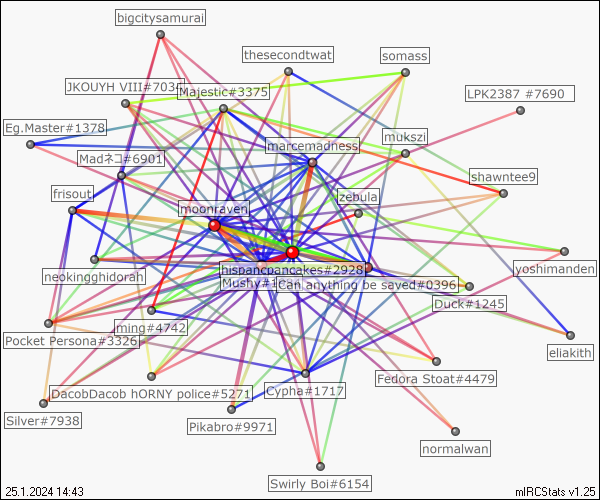 bigcitysamurai
thesecondtwat
somass
JKOUYH VIII#7034
Majestic#3375
LPK2387 #7690
Eg.Master#1378
mukszi
marcemadness
Madネコ#6901
shawntee9
frisout
zebula
moonraven
yoshimanden
neokingghidorah
hispancpancakes#2928
Can anything be saved#0396
Duck#1245
ming#4742
Pocket Persona#3326
eliakith
Fedora Stoat#4479
DacobDacob hORNY police#5271
Cypha#1717
Silver#7938
Pikabro#9971
normalwan
Swirly Boi#6154
25.1.2024 14:43
mIRCStats v1.25